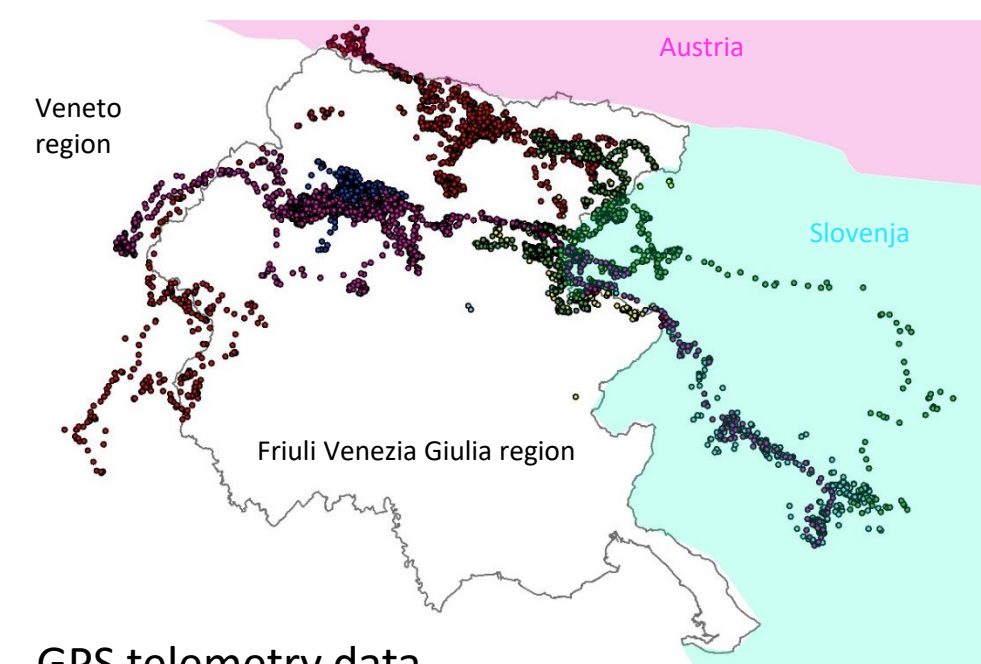 Austria
Veneto
region
Slovenja
Friuli Venezia Giulia region
GPS telemetry data